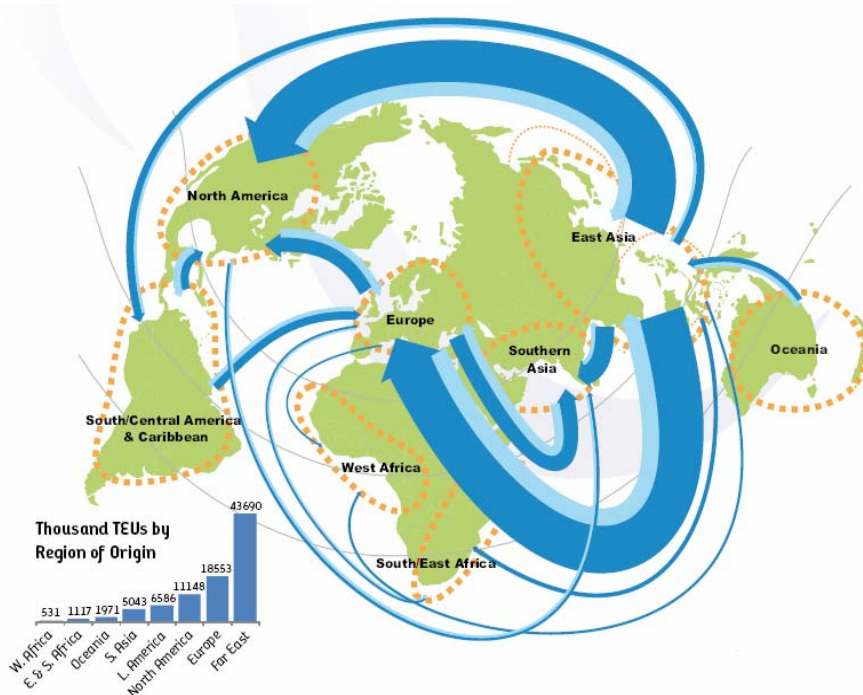 North America
East Asia
Europe
Southern
Asia
Oceania
South/Central America
& Caribbean
West Africa
South/East Africa
Thousand TEUs by
Region of Origin
531
1117
1971
5043
6586
11148
18553
43690
W. Africa
E. & S. Africa
Oceania
S. Asia
L. America
North America
Europe
Far East